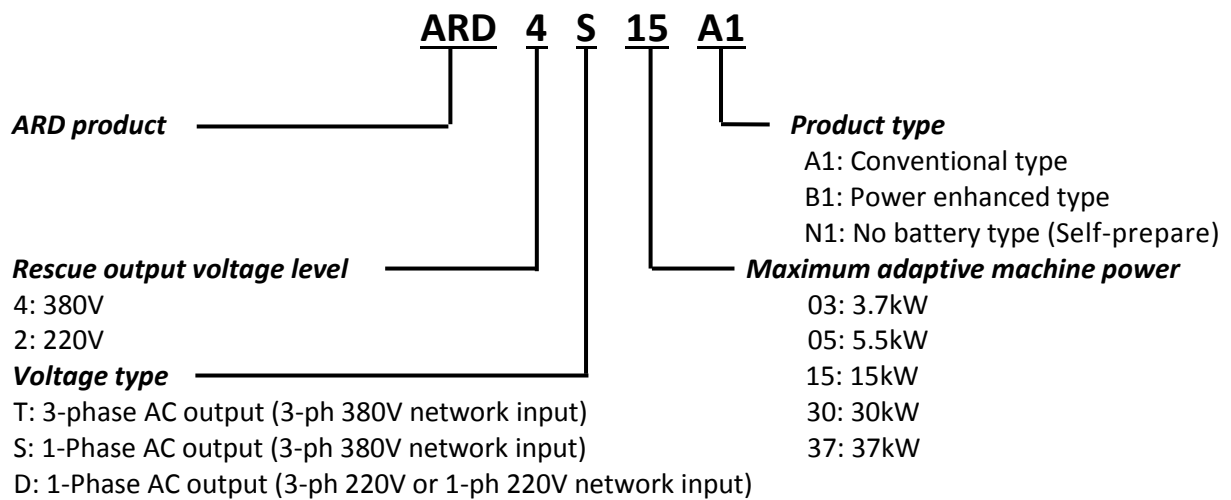 ARD 4 S 15 A1
ARD product
Product type
A1: Conventional type
B1: Power enhanced type
N1: No battery type (Self-prepare)
Rescue output voltage level
Maximum adaptive machine power
4: 380V
03: 3.7kW
2: 220V
05: 5.5kW
Voltage type
15: 15kW
T: 3-phase AC output (3-ph 380V network input)
30: 30kW
S: 1-Phase AC output (3-ph 380V network input)
37: 37kW
D: 1-Phase AC output (3-ph 220V or 1-ph 220V network input)